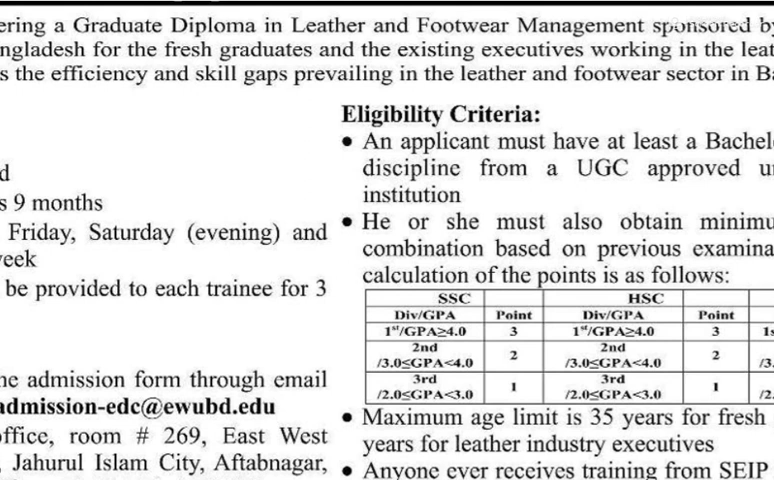 ering a Graduate Diploma in Leather and Footwear Management sponsored by
ngladesh for the fresh graduates and the existing executives working in the leat
s the efficiency and skill gaps prevailing in the leather and footwear sector in Ba
d
s 9 months
Friday, Saturday (evening) and
veek
be provided to each trainee for 3
he admission form through email
admission-edc@ewubd.edu
office, room # 269, East West
, Jahurul Islam City, Aftabnagar,
Eligibility Criteria:
• An applicant must have at least a Bachel
discipline from a UGC approved un
institution
• He or she must also obtain minimu
combination based on previous examina
calculation of the points is as follows:
SSC HSC
Div/GPA Point Div/GPA Point
1st/GPA≥4.0 3 1st/GPA≥4.0 3 1s
2nd /3.0≤GPA<4.0 2 2nd /3.0≤GPA<4.0 2 /3.
3rd /2.0≤GPA<3.0 1 3rd /2.0≤GPA<3.0 1 /2.
• Maximum age limit is 35 years for fresh
years for leather industry executives
• Anyone ever receives training from SEIP